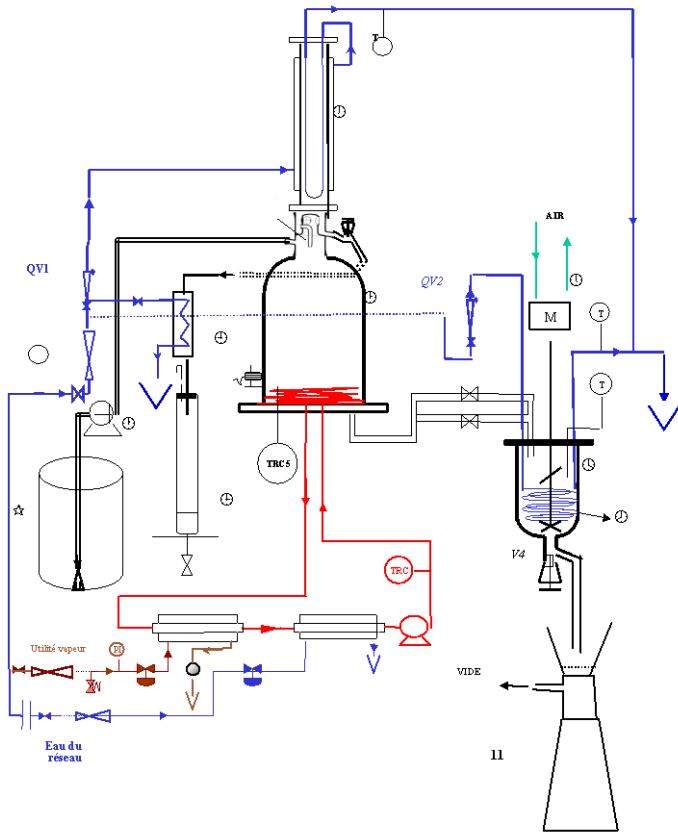 T
AIR
QV1
QV2
M
T
T
TRC5
V4
TRC
Utilité vapeur
PI
VIDE
Eau du
réseau
11